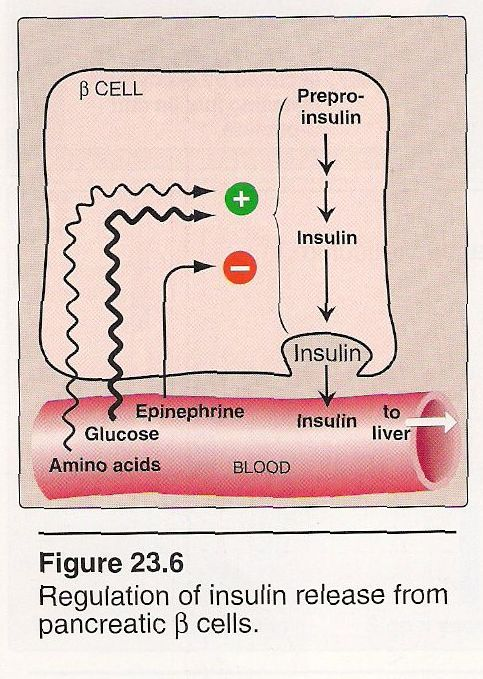 β CELL
Prepro-
insulin
+
Insulin
−
Insulin
Epinephrine
Glucose
Amino acids
BLOOD
Insulin
to
liver
Figure 23.6
Regulation of insulin release from
pancreatic β cells.